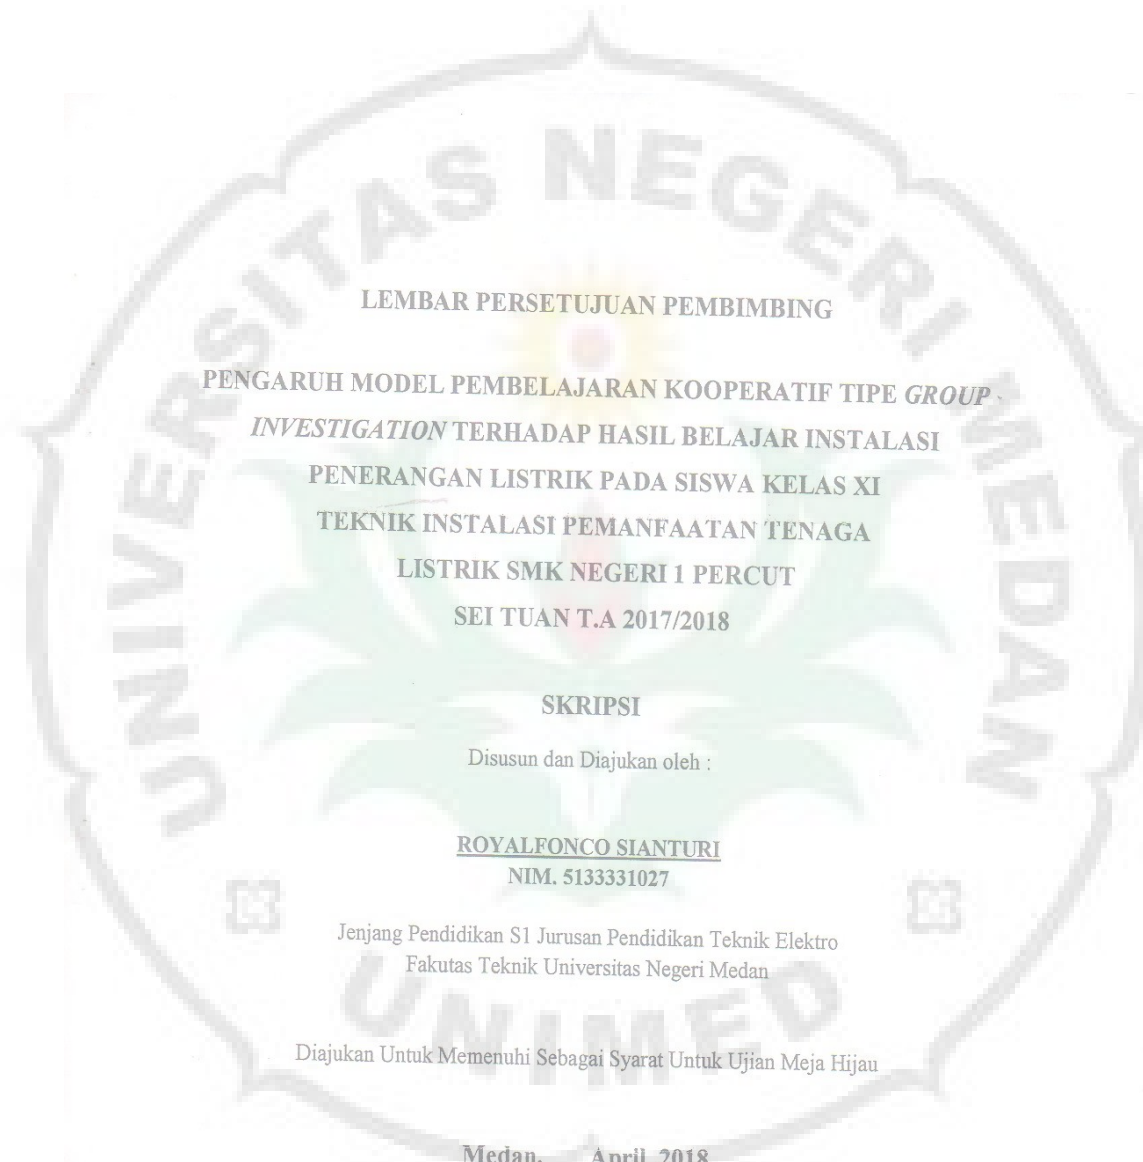 UNIVERSITAS NEGERI MEDAN
LEMBAR PERSETUJUAN PEMBIMBING
PENGARUH MODEL PEMBELAJARAN KOOPERATIF TIPE GROUP
INVESTIGATION TERHADAP HASIL BELAJAR INSTALASI
PENERANGAN LISTRIK PADA SISWA KELAS XI
TEKNIK INSTALASI PEMANFAATAN TENAGA
LISTRIK SMK NEGERI 1 PERCUT
SEI TUAN T.A 2017/2018
SKRIPSI
Disusun dan Diajukan oleh :
ROYALFONCO SIANTURI
NIM. 5133331027
Jenjang Pendidikan S1 Jurusan Pendidikan Teknik Elektro
Fakutas Teknik Universitas Negeri Medan
UNIMED
Diajukan Untuk Memenuhi Sebagai Syarat Untuk Ujian Meja Hijau
Medan, April 2018